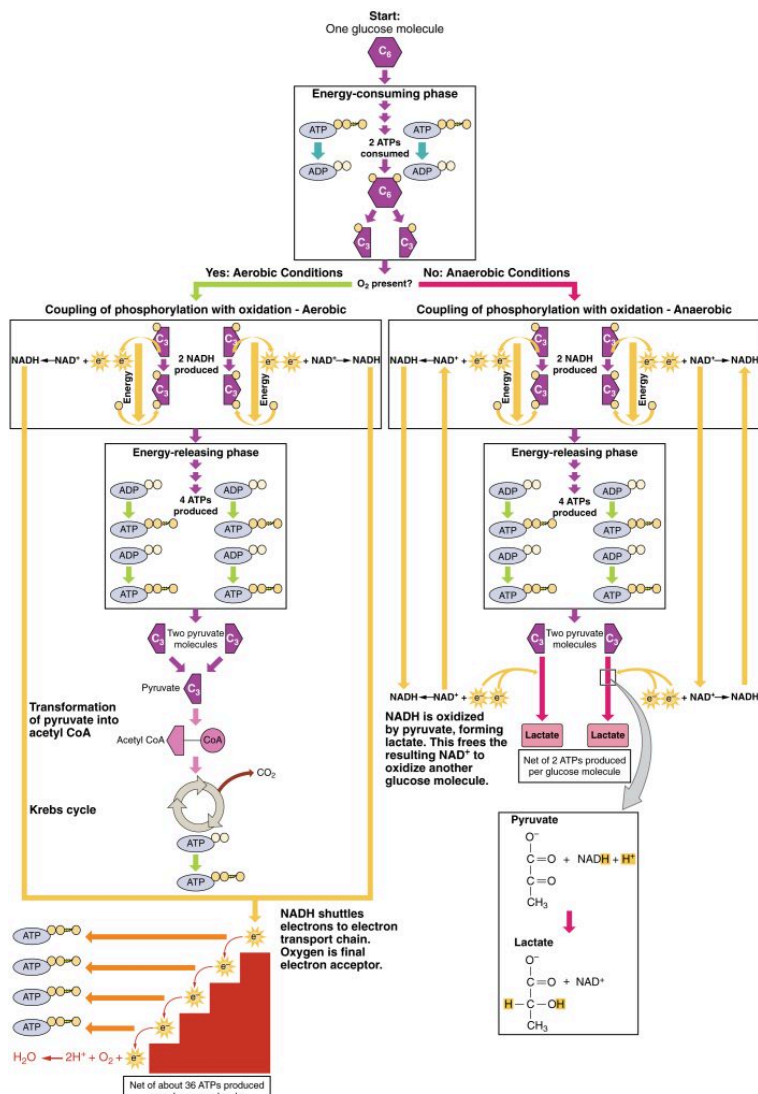 Start:
One glucose molecule
C6
Energy-consuming phase
ATP
ATP
2 ATPs
consumed
ADP
ADP
C6
C3
C3
Yes: Aerobic Conditions
O2 present?
No: Anaerobic Conditions
Coupling of phosphorylation with oxidation - Aerobic
C3
C3
NADH
NAD+ + e– e–
2 NADH
produced
e– e– + NAD+
NADH
Energy
Energy
C3
C3
Energy-releasing phase
ADP
ADP
4 ATPs
produced
ATP
ATP
ADP
ADP
ATP
ATP
C3
Two pyruvate
molecules
C3
Pyruvate
C3
Transformation
of pyruvate into
acetyl CoA
Acetyl CoA
CoA
CO2
Krebs cycle
ATP
ATP
NADH shuttles
electrons to electron
transport chain.
Oxygen is final
electron acceptor.
ATP
e–
ATP
e–
ATP
e–
ATP
e–
H2O
2H+ + O2 + e–
Net of about 36 ATPs produced
Coupling of phosphorylation with oxidation - Anaerobic
C3
C3
NADH
NAD+ + e– e–
2 NADH
produced
e– e– + NAD+
NADH
Energy
Energy
C3
C3
Energy-releasing phase
ADP
ADP
4 ATPs
produced
ATP
ATP
ADP
ADP
ATP
ATP
C3
Two pyruvate
molecules
C3
NADH
NAD+ + e– e–
e– e– + NAD+
NADH
NADH is oxidized
by pyruvate, forming
lactate. This frees the
resulting NAD+ to
oxidize another
glucose molecule.
Lactate
Lactate
Net of 2 ATPs produced
per glucose molecule
Pyruvate
O–
C=O + NADH + H+
C=O
CH3
Lactate
O–
C=O + NAD+
H–C–OH
CH3